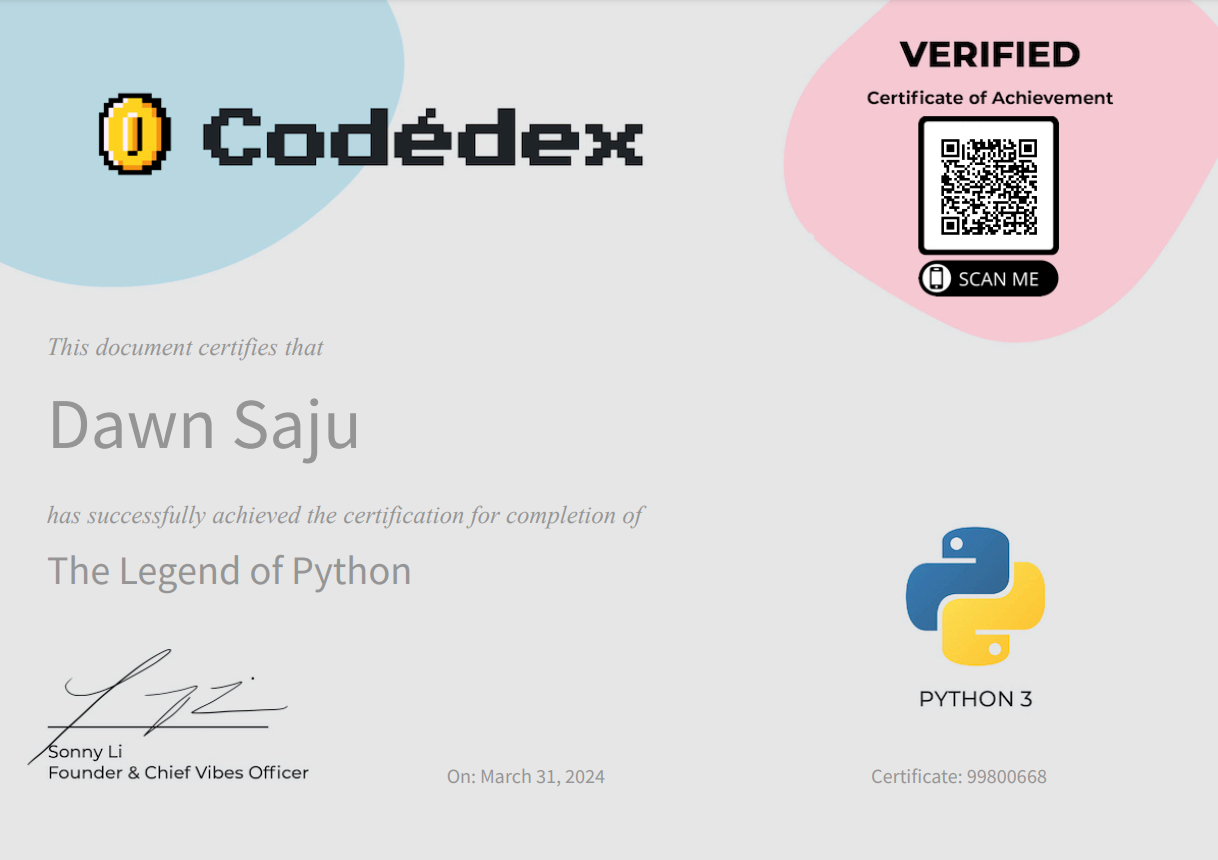 Codédex
VERIFIED
Certificate of Achievement
SCAN ME
This document certifies that
Dawn Saju
has successfully achieved the certification for completion of
The Legend of Python
PYTHON 3
Sonny Li
Founder & Chief Vibes Officer
On: March 31, 2024
Certificate: 99800668